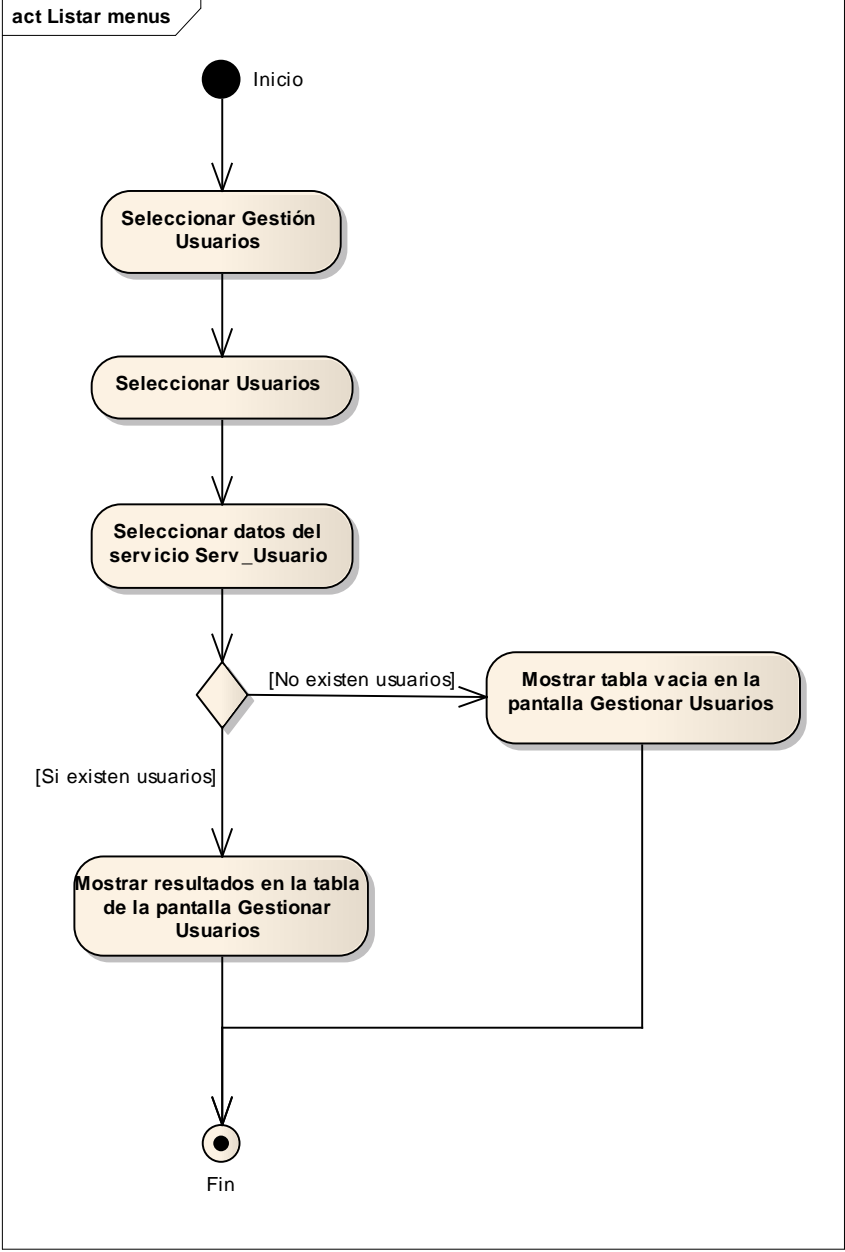 act Listar menus
Inicio
Seleccionar Gestión
Usuarios
Seleccionar Usuarios
Seleccionar datos del
servicio Serv_Usuario
[No existen usuarios]
Mostrar tabla vacia en la
pantalla Gestionar Usuarios
[Si existen usuarios]
Mostrar resultados en la tabla
de la pantalla Gestionar
Usuarios
Fin